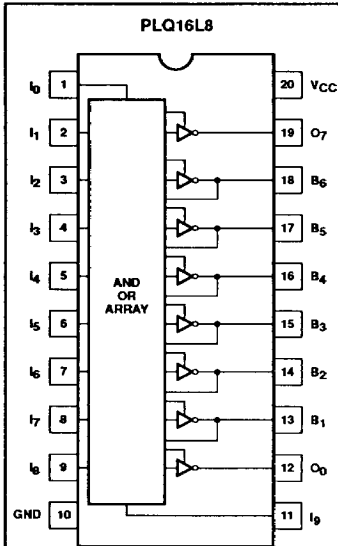 PLQ16L8
I0 1 20 VCC
I1 2 19 O7
I2 3 18 B6
I3 4 17 B5
I4 5 16 B4
AND
OR
ARRAY
I5 6 15 B3
I6 7 14 B2
I7 8 13 B1
I8 9 12 O0
GND 10 11 I9